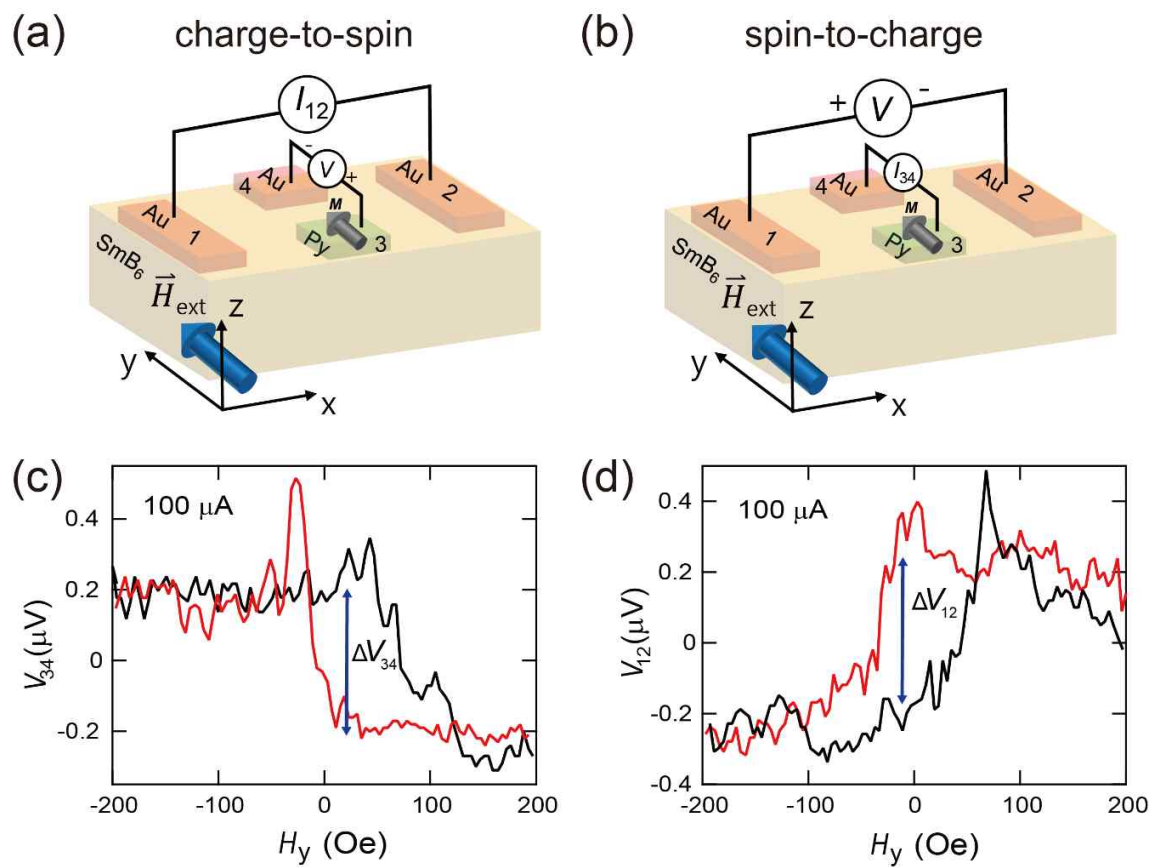 (a) charge-to-spin
(b) spin-to-charge
I12
- V +
Au 4
Au 2
Au 1
M
Py 3
SmB6
H ext
z
y
x
+ V -
I34
Au 4
Au 2
Au 1
M
Py 3
SmB6
H ext
z
y
x
(c)
100 μA
0.4
0.2
0
-0.2
V34(μV)
ΔV34
-200 -100 0 100 200
Hy (Oe)
(d)
100 μA
0.4
0.2
0
-0.2
-0.4
V12(μV)
ΔV12
-200 -100 0 100 200
Hy (Oe)